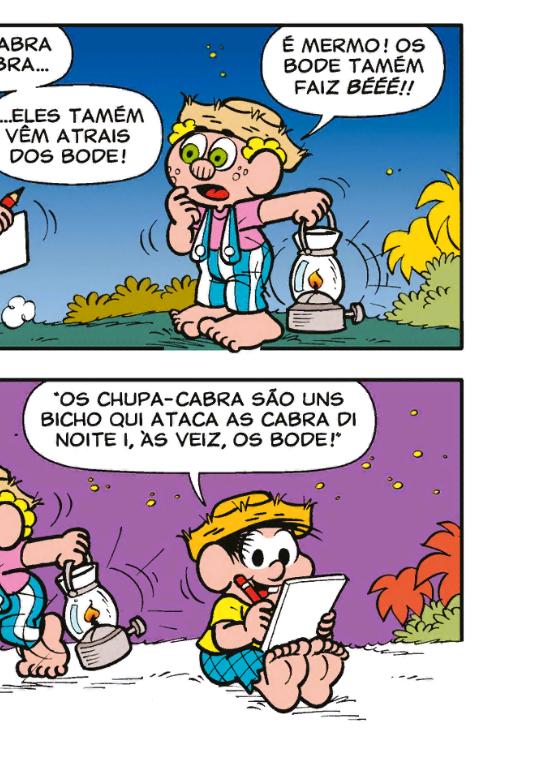 ...ELES TAMÉM
VÊM ATRAIS
DOS BODE!
É MERMO! OS
BODE TAMÉM
FAIZ BÉÉÉ!!
"OS CHUPA-CABRA SÃO UNS
BICHO QUI ATACA AS CABRA DI
NOITE I, ÀS VEIZ, OS BODE!"